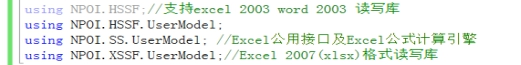 using NPOI.HSSF;//支持excel 2003 word 2003 读写库
using NPOI.HSSF.UserModel;
using NPOI.SS.UserModel; //Excel公用接口及Excel公式计算引擎
using NPOI.XSSF.UserModel;//Excel 2007(xlsx)格式读写库